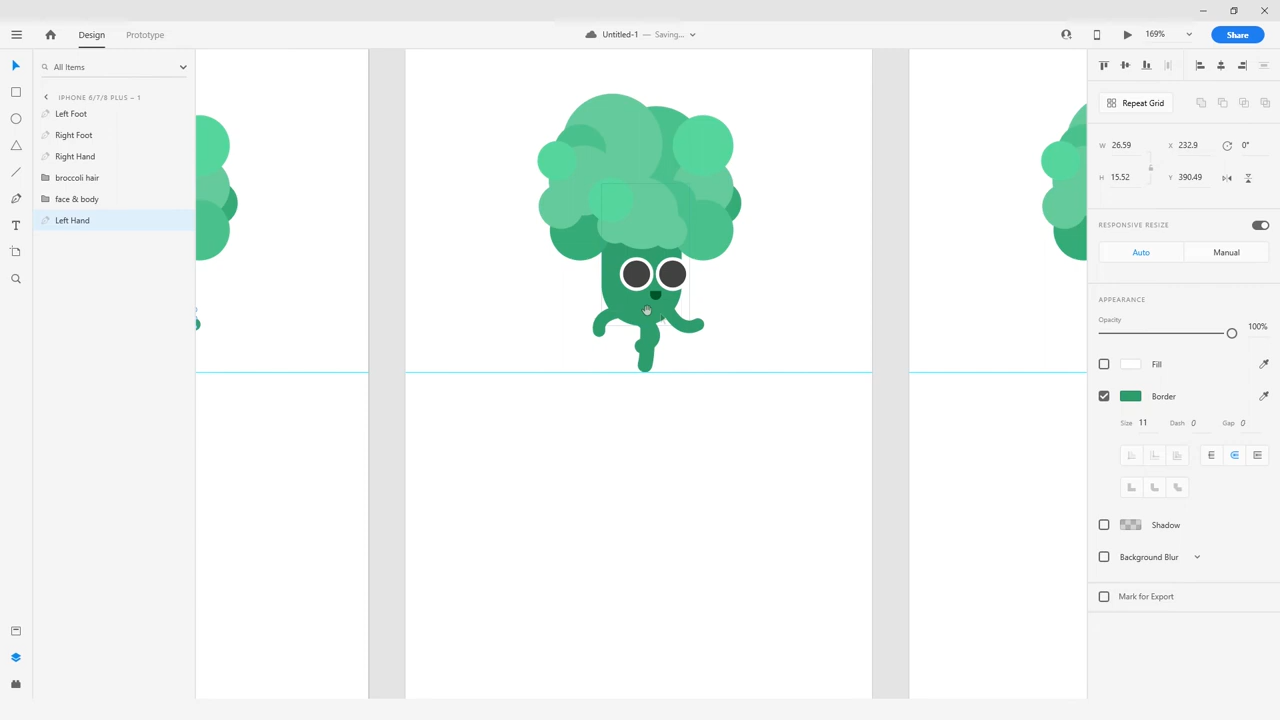 Design
Prototype
Untitled-1 — Saving...
169%
Share
All Items
IPHONE 6/7/8 PLUS – 1
Left Foot
Right Foot
Right Hand
broccoli hair
face & body
Left Hand
Repeat Grid
W 26.59 X 232.9 0°
H 15.52 Y 390.49
RESPONSIVE RESIZE
Auto Manual
APPEARANCE
Opacity
100%
Fill
Border
Size 11 Dash 0 Gap 0
Shadow
Background Blur
Mark for Export